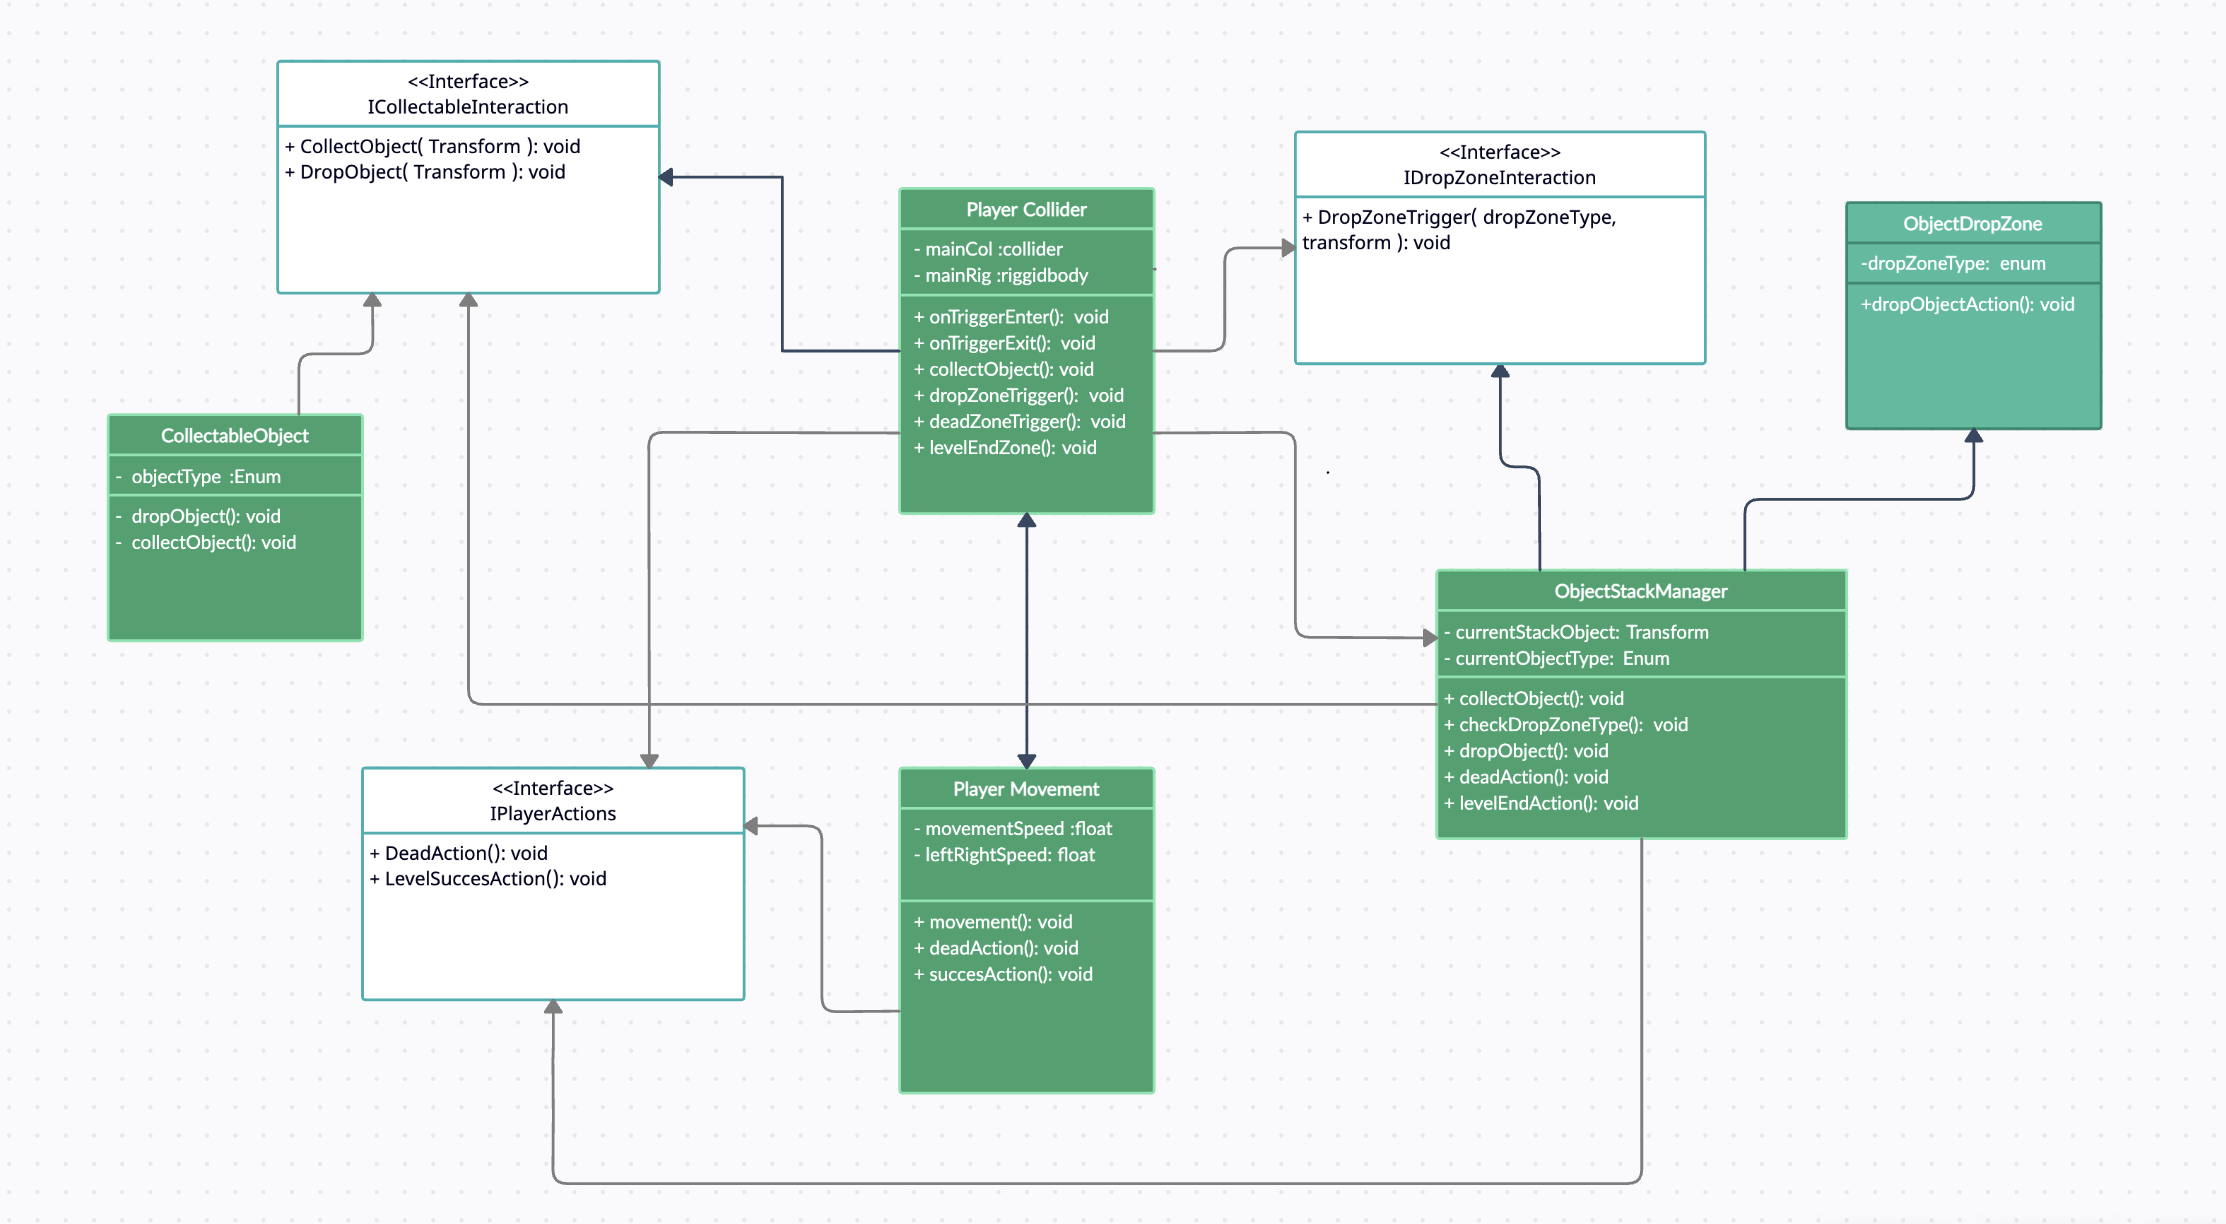 <<Interface>>
ICollectableInteraction
+ CollectObject( Transform ): void
+ DropObject( Transform ): void
<<Interface>>
IDropZoneInteraction
+ DropZoneTrigger( dropZoneType,
transform ): void
Player Collider
- mainCol :collider
- mainRig :riggidbody
+ onTriggerEnter(): void
+ onTriggerExit(): void
+ collectObject(): void
+ dropZoneTrigger(): void
+ deadZoneTrigger(): void
+ levelEndZone(): void
ObjectDropZone
-dropZoneType: enum
+dropObjectAction(): void
CollectableObject
- objectType :Enum
- dropObject(): void
- collectObject(): void
ObjectStackManager
- currentStackObject: Transform
- currentObjectType: Enum
+ collectObject(): void
+ checkDropZoneType(): void
+ dropObject(): void
+ deadAction(): void
+ levelEndAction(): void
<<Interface>>
IPlayerActions
+ DeadAction(): void
+ LevelSuccesAction(): void
Player Movement
- movementSpeed :float
- leftRightSpeed: float
+ movement(): void
+ deadAction(): void
+ succesAction(): void